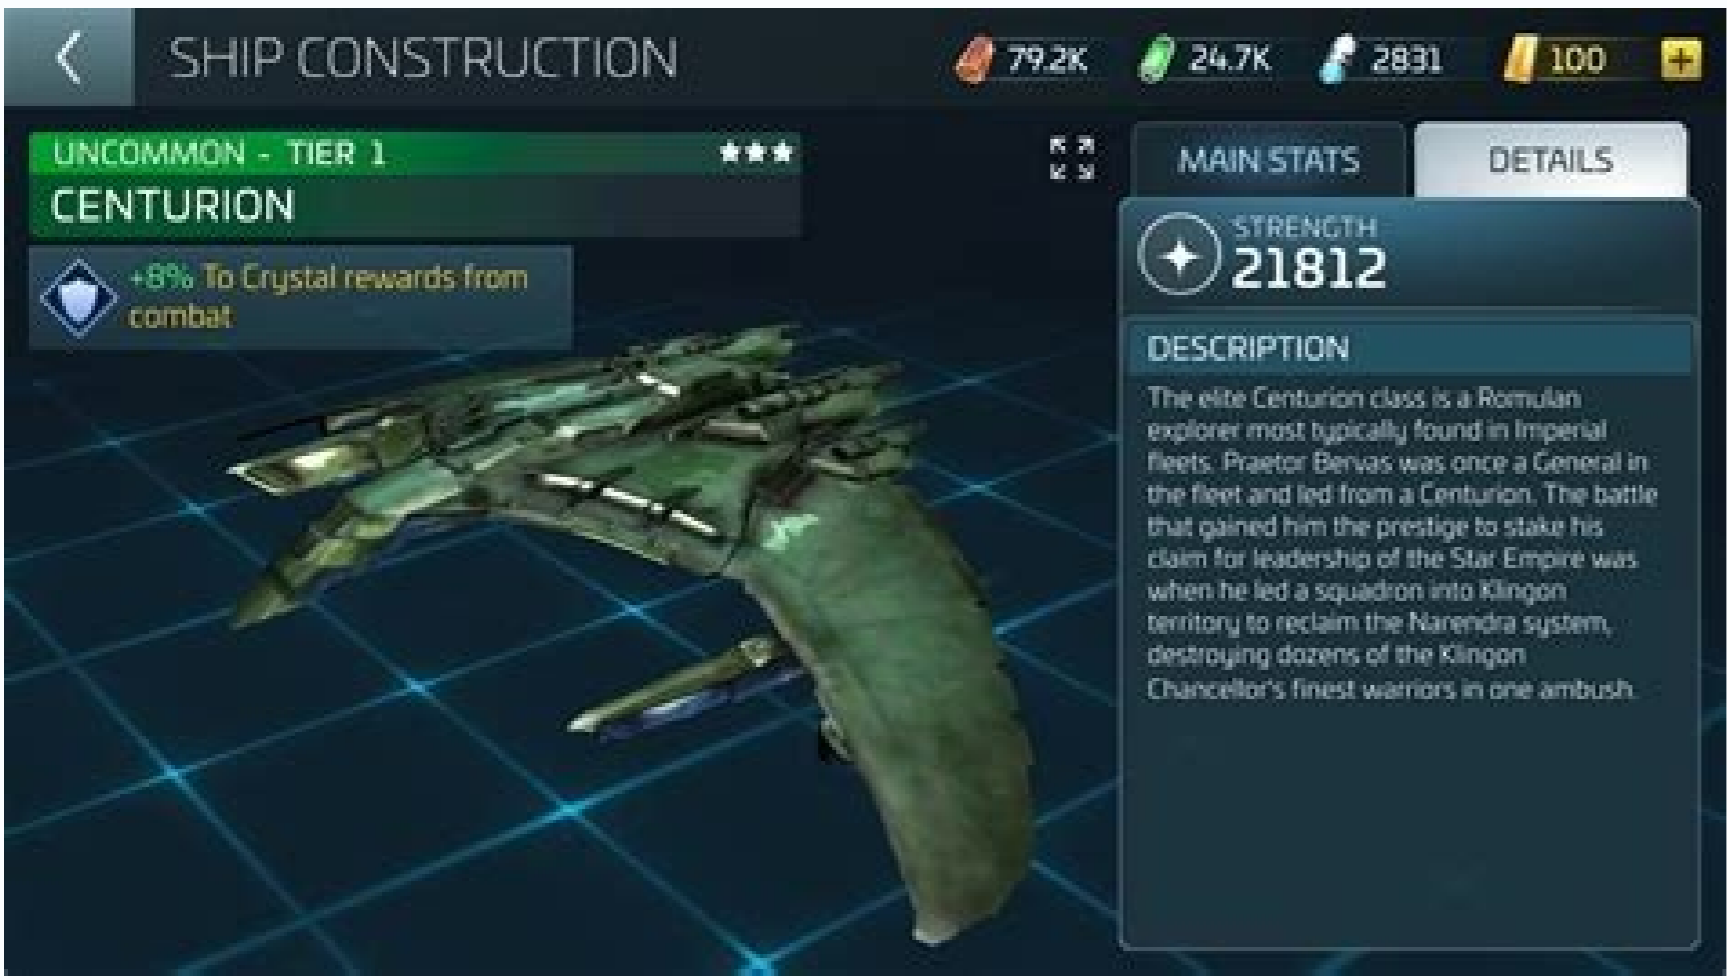 SHIP CONSTRUCTION
79.2K
24.7K
2831
100
UNCOMMON - TIER 1
CENTURION
+8% To Crystal rewards from
combat
MAIN STATS
DETAILS
STRENGTH
21812
DESCRIPTION
The elite Centurion class is a Romulan
explorer most typically found in Imperial
fleets. Praetor Bervas was once a General in
the fleet and led from a Centurion. The battle
that gained him the prestige to stake his
claim for leadership of the Star Empire was
when he led a squadron into Klingon
territory to reclaim the Narendra system,
destroying dozens of the Klingon
Chancellor's finest warriors in one ambush.